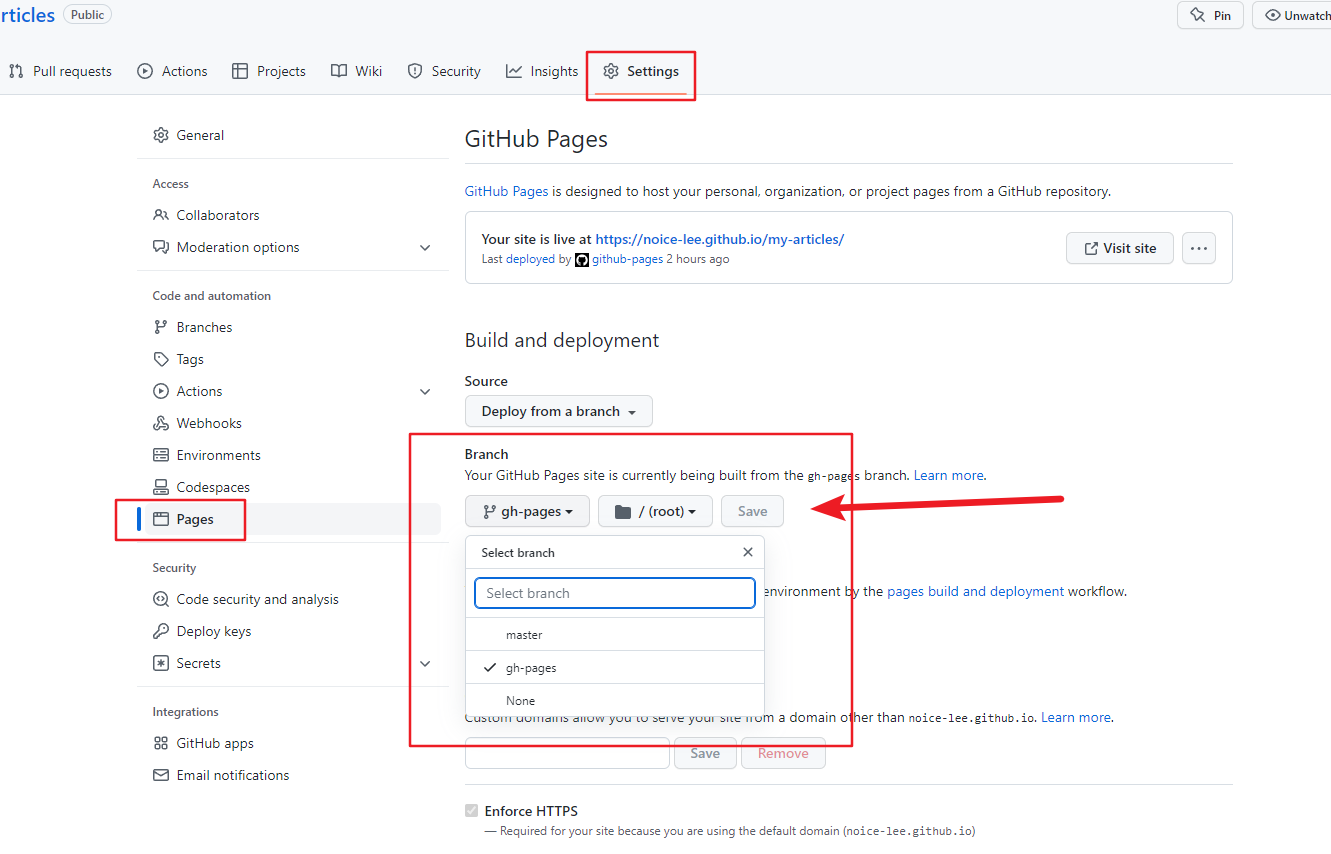 rticles Public
Pin
Unwatch
Pull requests
Actions
Projects
Wiki
Security
Insights
Settings
General
Access
Collaborators
Moderation options
Code and automation
Branches
Tags
Actions
Webhooks
Environments
Codespaces
Pages
Security
Code security and analysis
Deploy keys
Secrets
Integrations
GitHub apps
Email notifications
GitHub Pages
GitHub Pages is designed to host your personal, organization, or project pages from a GitHub repository.
Your site is live at https://noice-lee.github.io/my-articles/
Last deployed by github-pages 2 hours ago
Visit site
Build and deployment
Source
Deploy from a branch
Branch
Your GitHub Pages site is currently being built from the gh-pages branch. Learn more.
gh-pages
/ (root)
Save
Select branch
Select branch
environment by the pages build and deployment workflow.
master
gh-pages
None
Custom domains allow you to serve your site from a domain other than noice-lee.github.io. Learn more.
Save
Remove
Enforce HTTPS
— Required for your site because you are using the default domain (noice-lee.github.io)